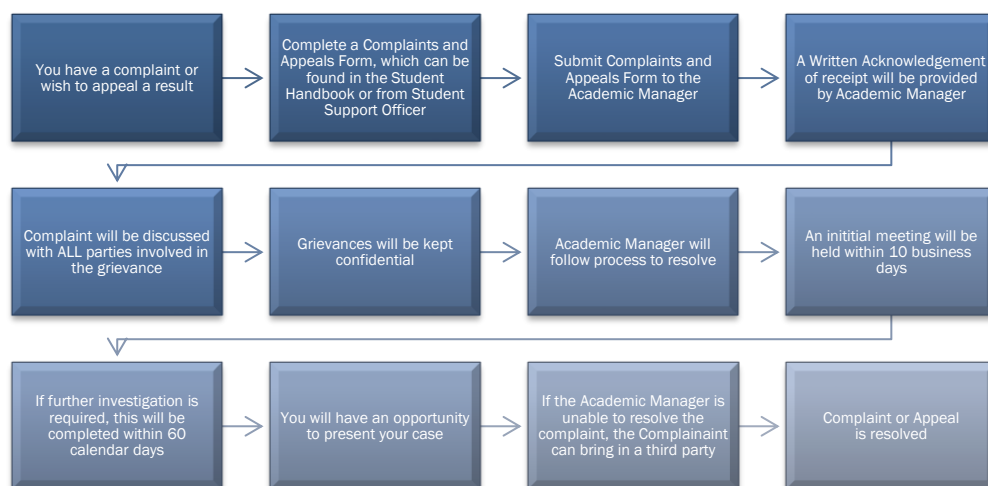 You have a complaint or
wish to appeal a result
Complete a Complaints and
Appeals Form, which can be
found in the Student
Handbook or from Student
Support Officer
Submit Complaints and
Appeals Form to the
Academic Manager
A Written Acknowledgement
of receipt will be provided
by Academic Manager
Complaint will be discussed
with ALL parties involved in
the grievance
Grievances will be kept
confidential
Academic Manager will
follow process to resolve
An initital meeting will be
held within 10 business
days
If further investigation is
required, this will be
completed within 60
calendar days
You will have an opportunity
to present your case
If the Academic Manager is
unable to resolve the
complaint, the Complainaint
can bring in a third party
Complaint or Appeal
is resolved